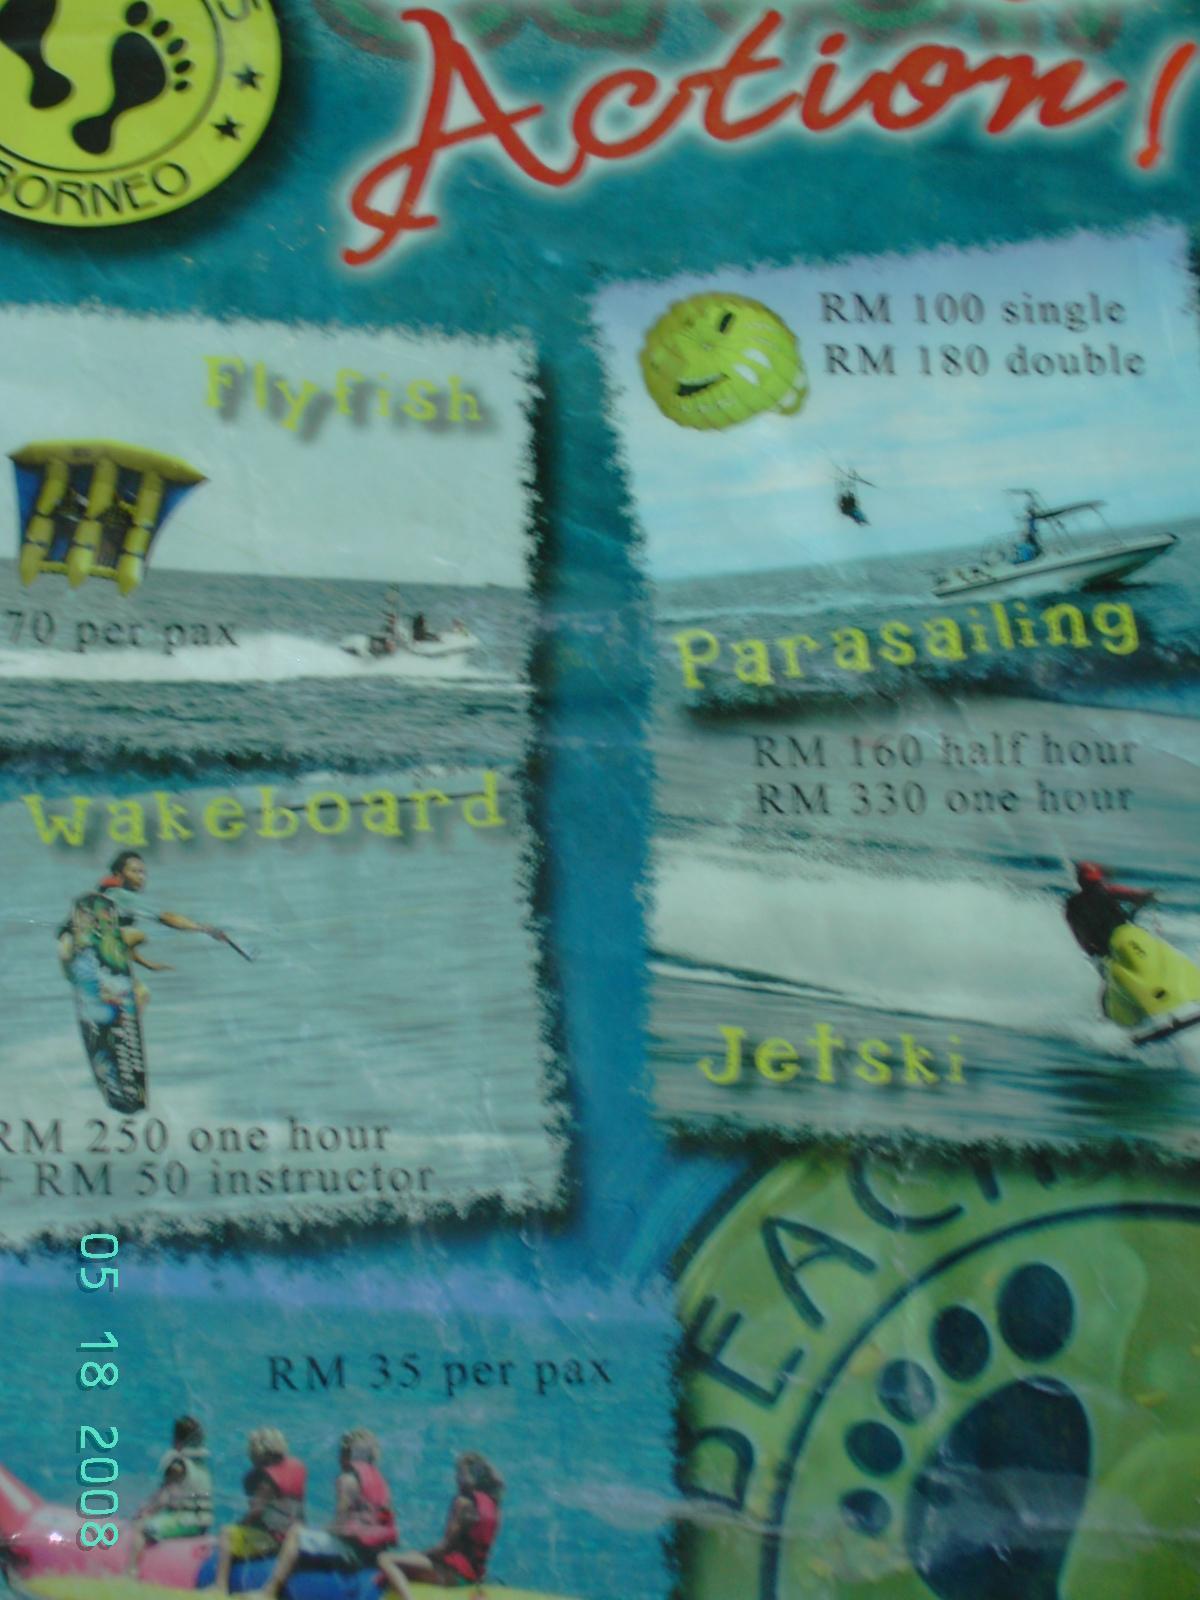 BORNEO
Action!
Flyfish
70 per pax
RM 100 single
RM 180 double
Parasailing
Wakeboard
RM 250 one hour
+ RM 50 instructor
RM 160 half hour
RM 330 one hour
Jetski
RM 35 per pax
BEACH
05 18 2008